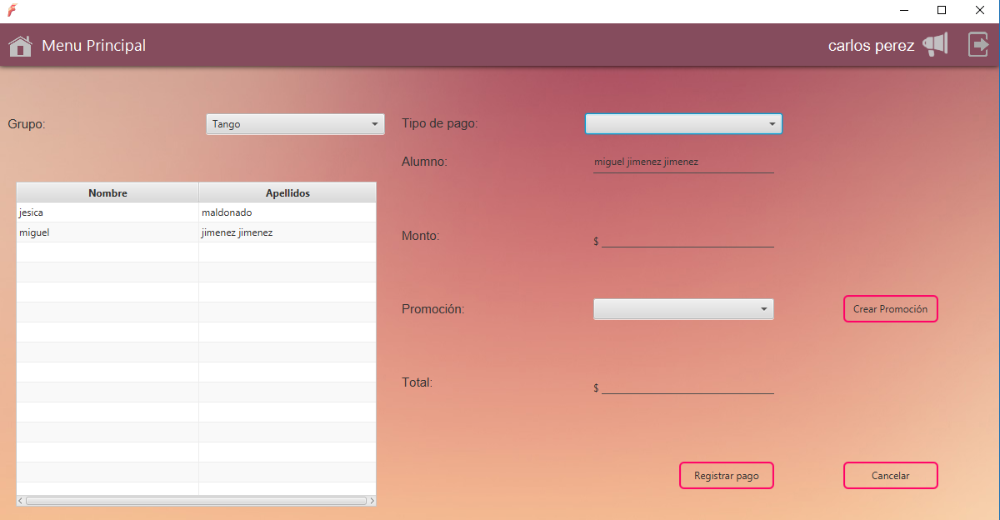 Menu Principal
carlos perez
Grupo:
Tango
Nombre Apellidos
jesica maldonado
miguel jimenez jimenez
Tipo de pago:
Alumno:
miguel jimenez jimenez
Monto:
$
Promoción:
Crear Promoción
Total:
$
Registrar pago
Cancelar